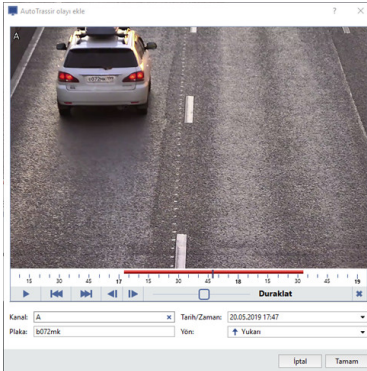 AutoTrassir olayı ekle
A
в072мк
15 30 45 17 15 30 45 18 15 30 45 19
Duraklat
Kanal: A Tarih/Zaman: 20.05.2019 17:47
Plaka: b072mk Yön: Yukarı
İptal Tamam